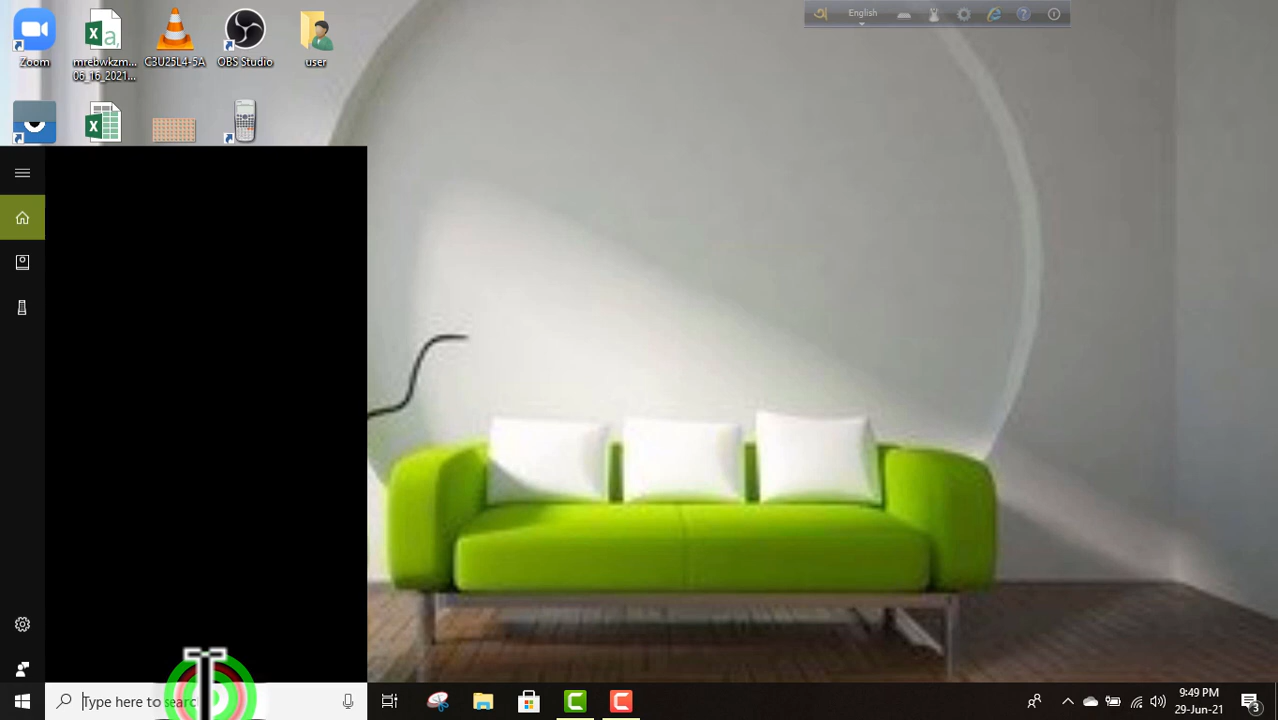 English
Zoom
mrebwkzm...
06_16_2021...
C3U25L4-5A
OBS Studio
user
Type here to searc
9:49 PM
29-Jun-21
3